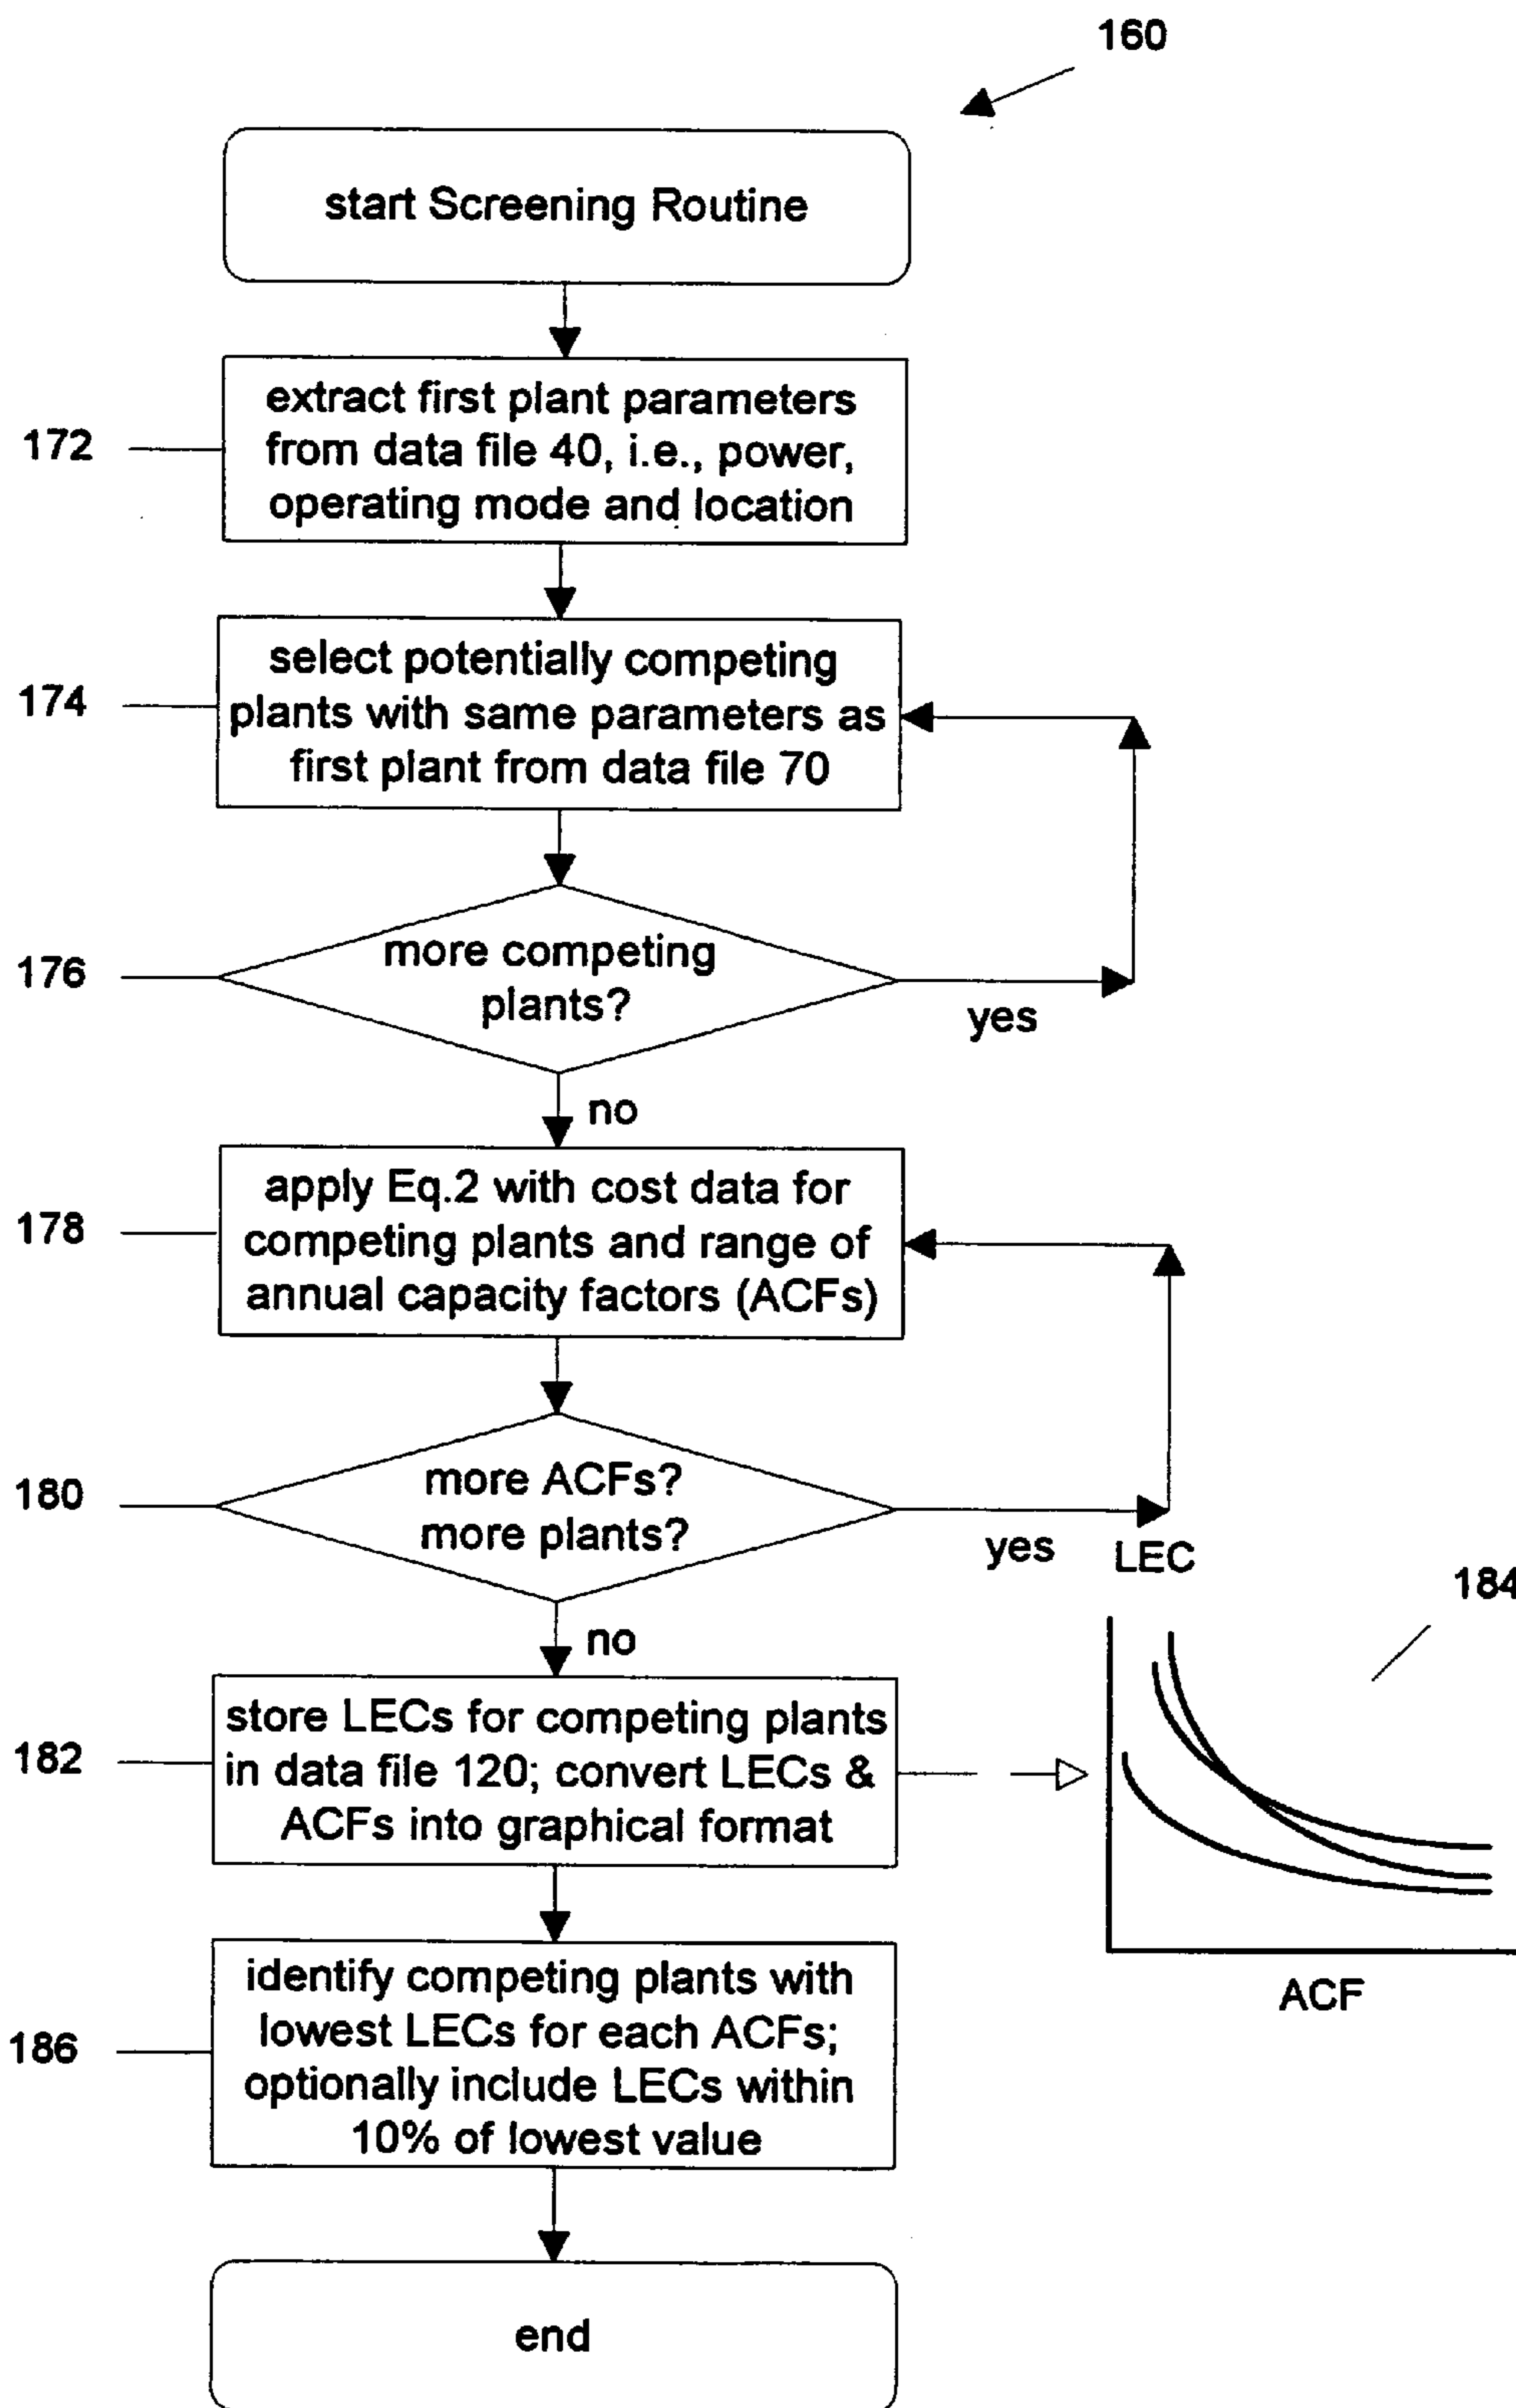 160
start Screening Routine
172
extract first plant parameters
from data file 40, i.e., power,
operating mode and location
174
select potentially competing
plants with same parameters as
first plant from data file 70
176
more competing
plants?
yes
no
178
apply Eq.2 with cost data for
competing plants and range of
annual capacity factors (ACFs)
180
more ACFs?
more plants?
yes
no
LEC
184
182
store LECs for competing plants
in data file 120; convert LECs &
ACFs into graphical format
ACF
186
identify competing plants with
lowest LECs for each ACFs;
optionally include LECs within
10% of lowest value
end